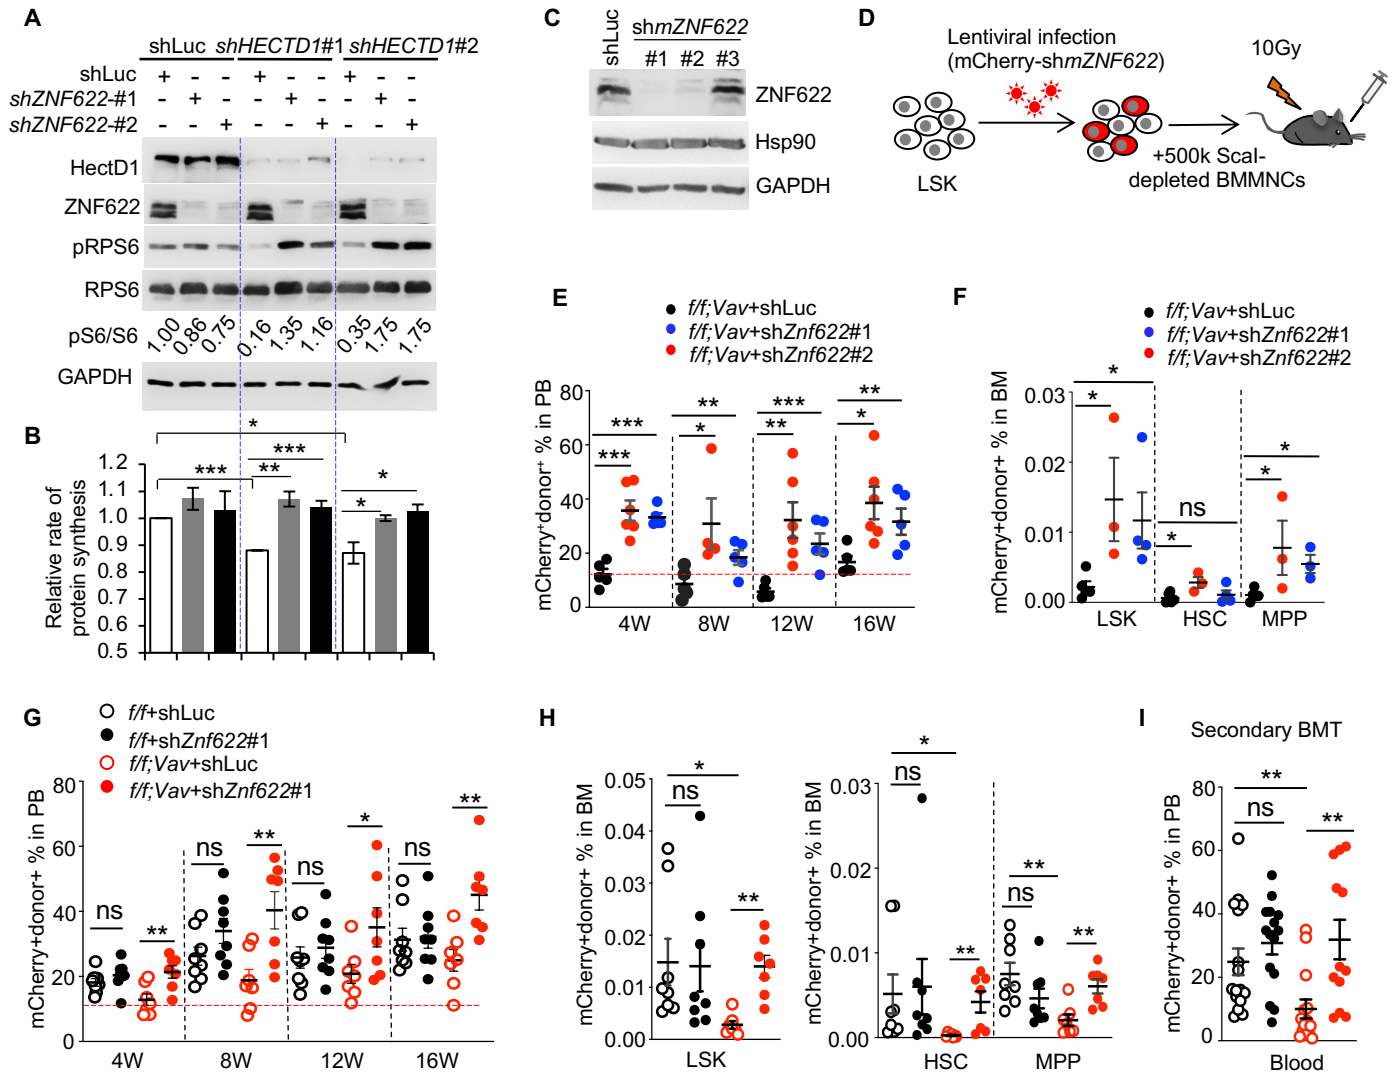 A
shLuc shHECTD1#1 shHECTD1#2
shLuc + - - + - - + - -
shZNF622-#1 - + - - + - - + -
shZNF622-#2 - - + - - + - - +
HectD1
ZNF622
pRPS6
RPS6
pS6/S6 1.00 0.86 0.75 0.16 1.35 1.16 0.35 1.75 1.75
GAPDH
B
Relative rate of
protein synthesis
1.2
1.1
1.0
0.9
0.8
0.7
0.6
0.5
*
***
***
**
*
*
C
shLuc
shmZNF622
#1 #2 #3
ZNF622
Hsp90
GAPDH
D
Lentiviral infection
(mCherry-shmZNF622)
10Gy
LSK
+500k Scal-
depleted BMMNCs
E
f/f;Vav+shLuc
f/f;Vav+shZnf622#1
f/f;Vav+shZnf622#2
mCherry+donor+ % in PB
80
60
40
20
0
*** ** *** **
*** * ** *
4W 8W 12W 16W
F
f/f;Vav+shLuc
f/f;Vav+shZnf622#1
f/f;Vav+shZnf622#2
mCherry+donor+ % in BM
0.03
0.02
0.01
0.00
* ns *
* * *
LSK HSC MPP
G
f/f+shLuc
f/f+shZnf622#1
f/f;Vav+shLuc
f/f;Vav+shZnf622#1
mCherry+donor+ % in PB
80
60
40
20
0
ns ** ns ** ns * ns **
4W 8W 12W 16W
H
mCherry+donor+ % in BM
0.05
0.04
0.03
0.02
0.01
0.00
*
ns
**
LSK
mCherry+donor+ % in BM
0.03
0.02
0.01
0.00
*
ns
**
**
ns
**
HSC MPP
I
Secondary BMT
mCherry+donor+ % in PB
80
60
40
20
0
**
ns
**
Blood